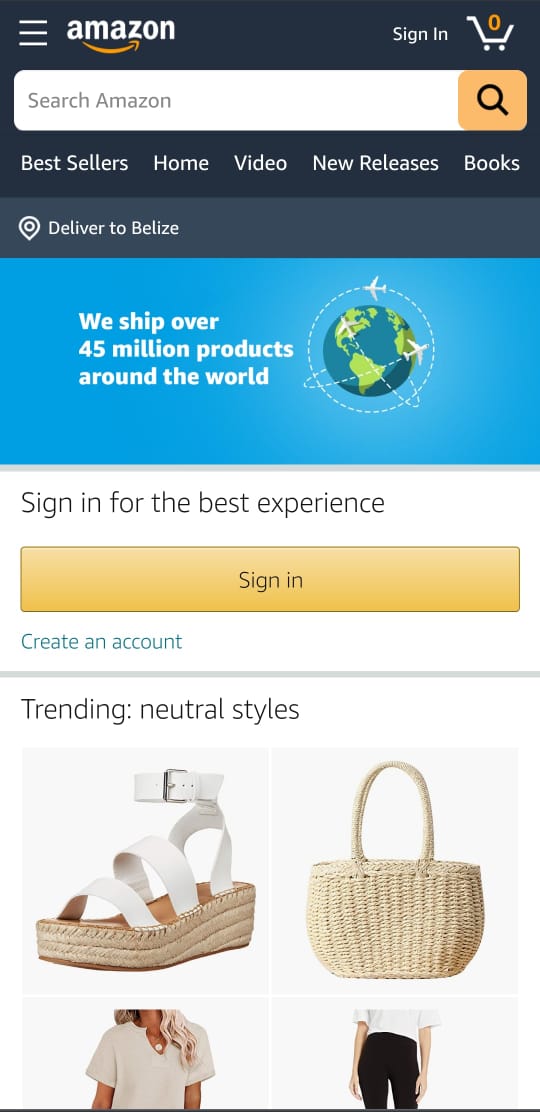 amazon
Sign In
0
Search Amazon
Best Sellers Home Video New Releases Books
Deliver to Belize
We ship over
45 million products
around the world
Sign in for the best experience
Sign in
Create an account
Trending: neutral styles